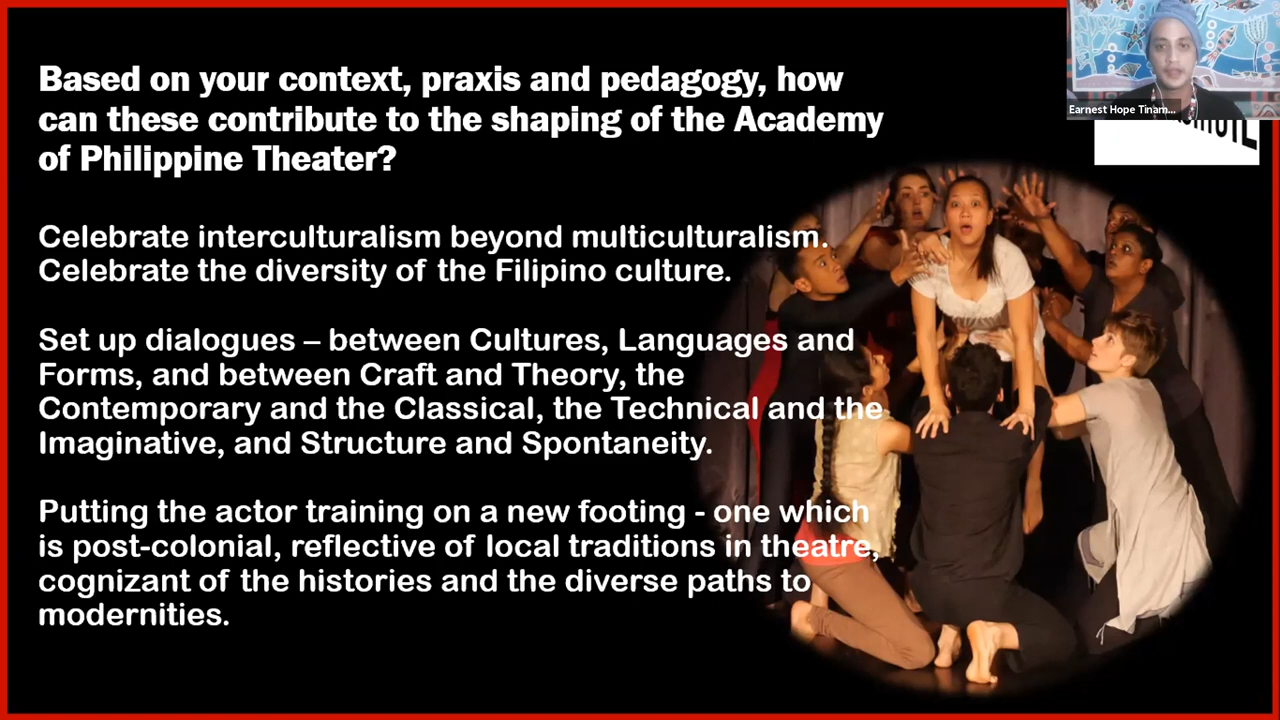 Based on your context, praxis and pedagogy, how
can these contribute to the shaping of the Academy
of Philippine Theater?
Celebrate interculturalism beyond multiculturalism.
Celebrate the diversity of the Filipino culture.
Set up dialogues – between Cultures, Languages and
Forms, and between Craft and Theory, the
Contemporary and the Classical, the Technical and the
Imaginative, and Structure and Spontaneity.
Putting the actor training on a new footing - one which
is post-colonial, reflective of local traditions in theatre,
cognizant of the histories and the diverse paths to
modernities.
Earnest Hope Tinam...